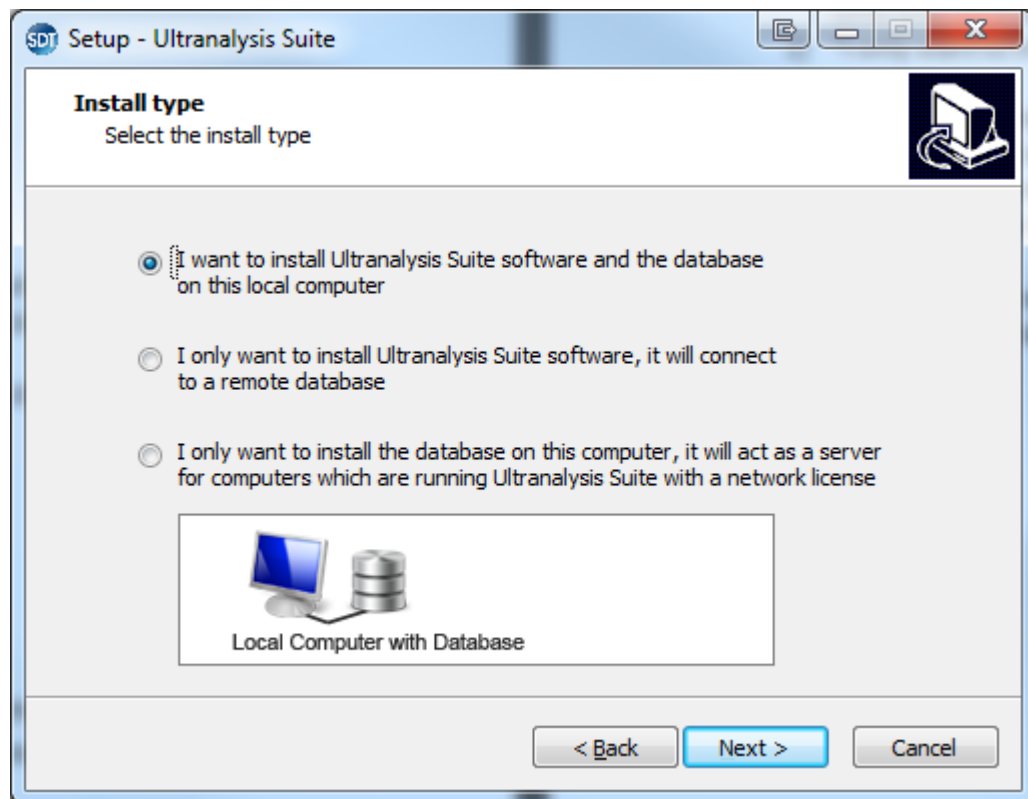 SDT Setup - Ultranalysis Suite
Install type
Select the install type
I want to install Ultranalysis Suite software and the database
on this local computer
I only want to install Ultranalysis Suite software, it will connect
to a remote database
I only want to install the database on this computer, it will act as a server
for computers which are running Ultranalysis Suite with a network license
Local Computer with Database
< Back Next > Cancel